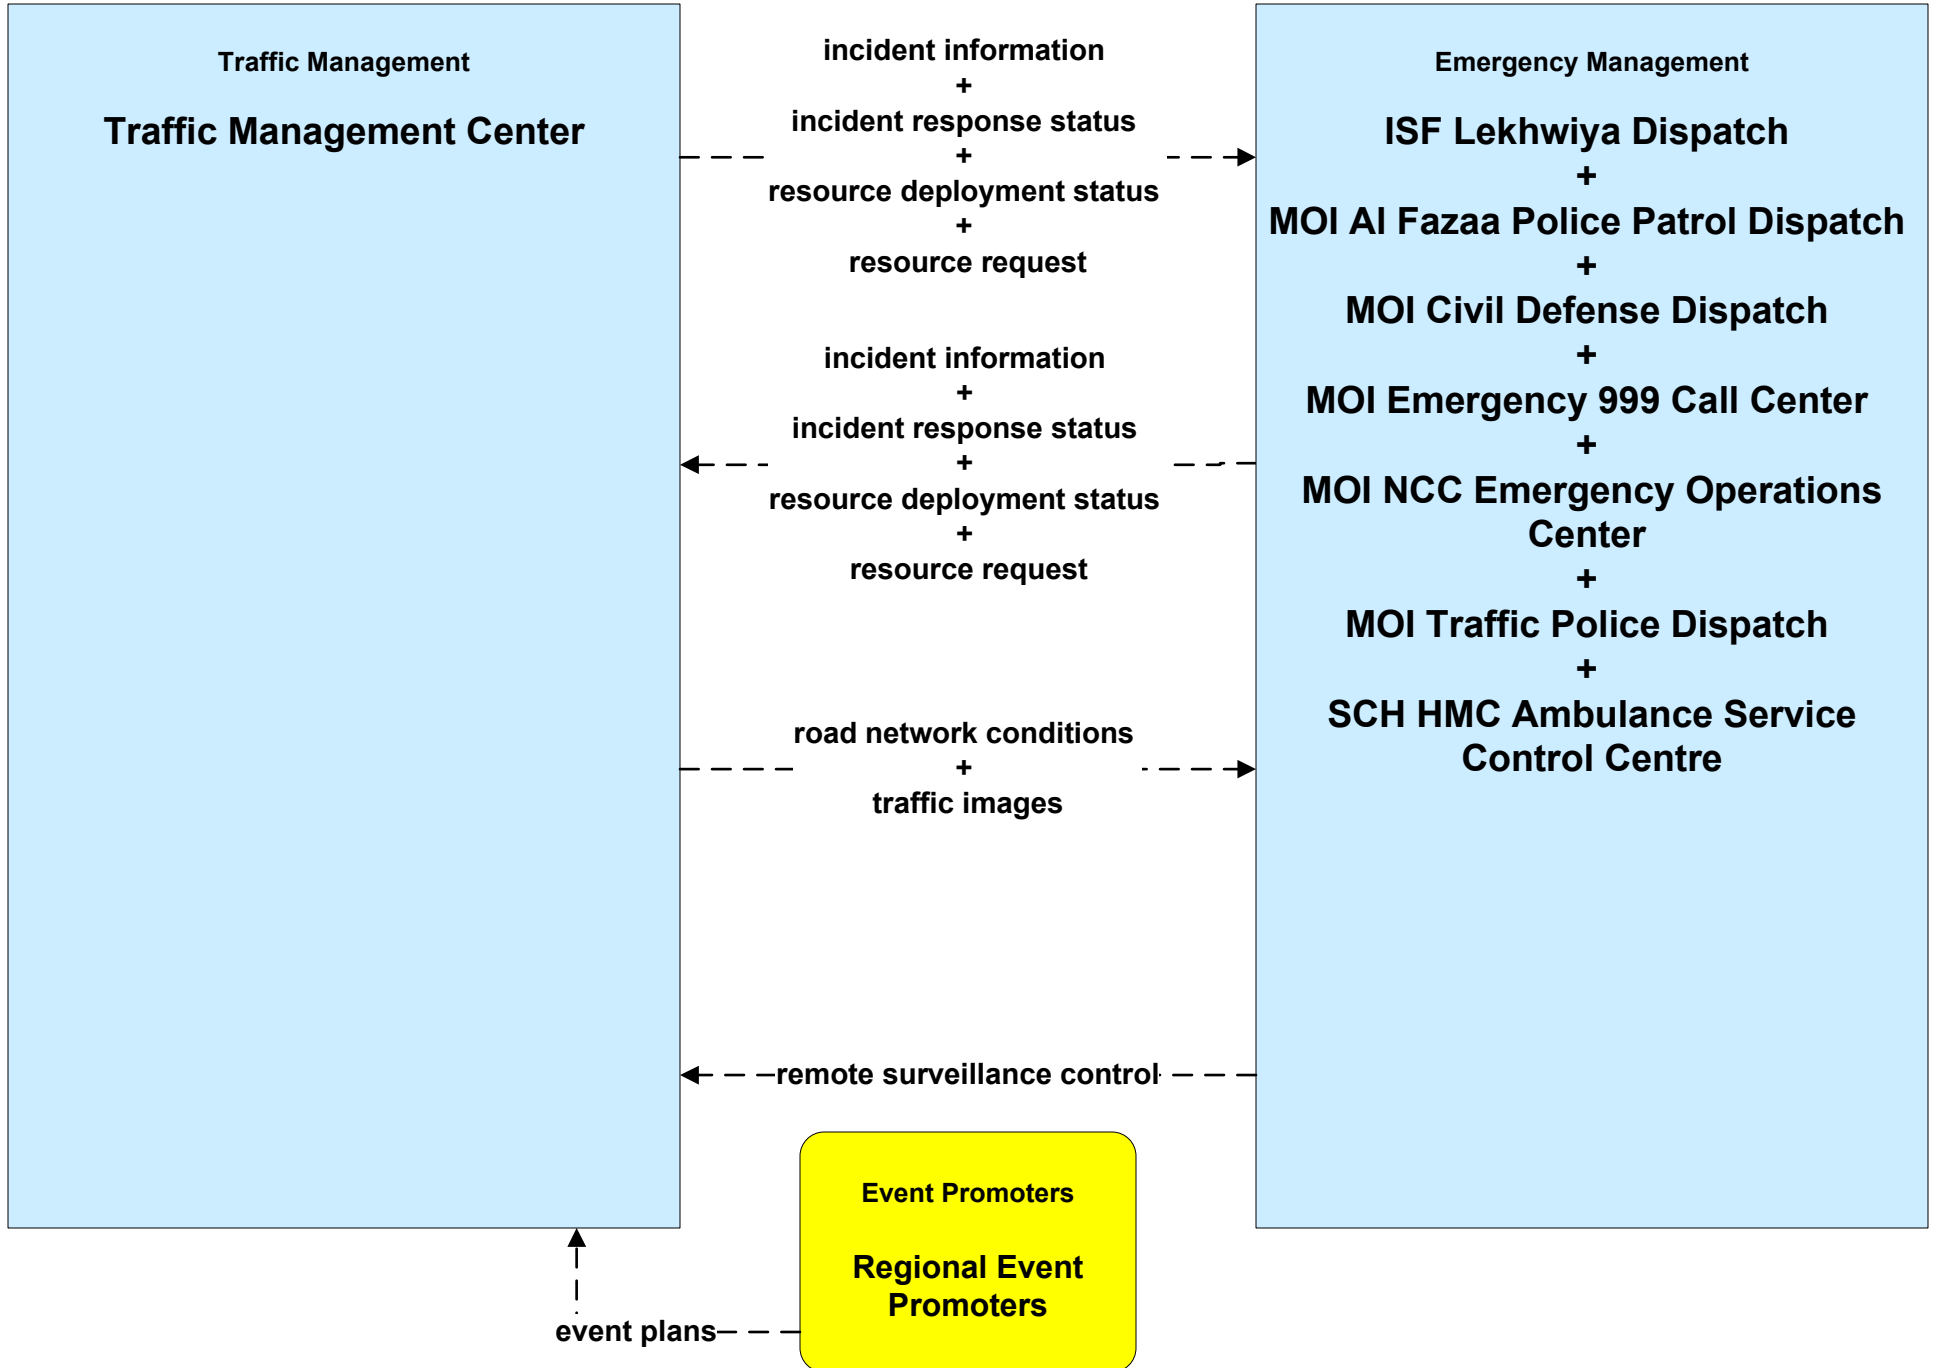 Traffic Management
Traffic Management Center
incident information
+
incident response status
+
resource deployment status
+
resource request
incident information
+
incident response status
+
resource deployment status
+
resource request
road network conditions
+
traffic images
remote surveillance control
Emergency Management
ISF Lekhwiya Dispatch
+
MOI Al Fazaa Police Patrol Dispatch
+
MOI Civil Defense Dispatch
+
MOI Emergency 999 Call Center
+
MOI NCC Emergency Operations
Center
+
MOI Traffic Police Dispatch
+
SCH HMC Ambulance Service
Control Centre
Event Promoters
Regional Event
Promoters
event plans